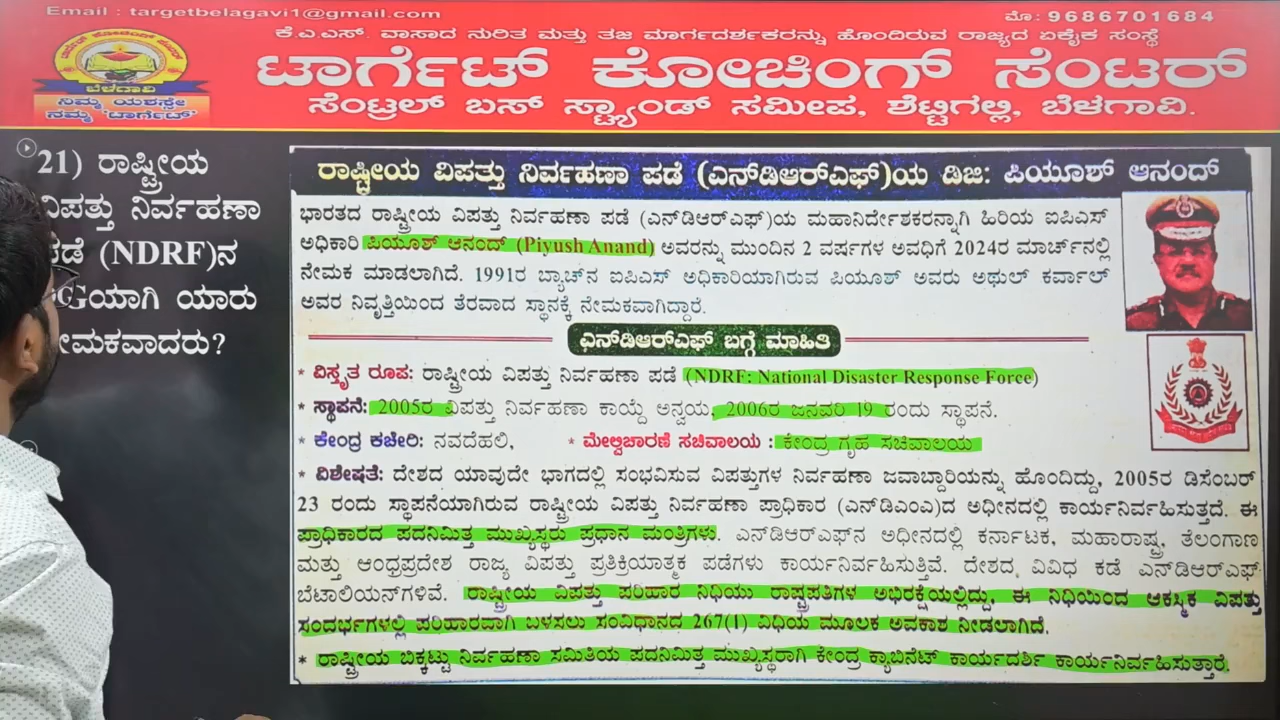 Email : targetbelagavi1@gmail.com
ಮೊ: 9686701684
ಕೆ.ಎ.ಎಸ್. ಪಾಸಾದ ನುರಿತ ಮತ್ತು ತಜ್ಞ ಮಾರ್ಗದರ್ಶಕರನ್ನು ಹೊಂದಿರುವ ರಾಜ್ಯದ ಏಕೈಕ ಸಂಸ್ಥೆ
ಟಾರ್ಗೆಟ್ ಕೋಚಿಂಗ್ ಸೆಂಟರ್
ಸೆಂಟ್ರಲ್ ಬಸ್ ಸ್ಟ್ಯಾಂಡ್ ಸಮೀಪ, ಶೆಟ್ಟಿಗಲ್ಲಿ, ಬೆಳಗಾವಿ.
ಬೆಳಗಾವಿ
ನಿಮ್ಮ ಯಶಸ್ಸೇ
ನಮ್ಮ 'ಟಾರ್ಗೆಟ್'
21) ರಾಷ್ಟ್ರೀಯ
ವಿಪತ್ತು ನಿರ್ವಹಣಾ
ಪಡೆ (NDRF)ನ
DGಯಾಗಿ ಯಾರು
ನೇಮಕವಾದರು?
ರಾಷ್ಟ್ರೀಯ ವಿಪತ್ತು ನಿರ್ವಹಣಾ ಪಡೆ (ಎನ್‌ಡಿಆರ್‌ಎಫ್)ಯ ಡಿಜಿ: ಪಿಯೂಶ್ ಆನಂದ್
ಭಾರತದ ರಾಷ್ಟ್ರೀಯ ವಿಪತ್ತು ನಿರ್ವಹಣಾ ಪಡೆ (ಎನ್‌ಡಿಆರ್‌ಎಫ್)ಯ ಮಹಾನಿರ್ದೇಶಕರನ್ನಾಗಿ ಹಿರಿಯ ಐಪಿಎಸ್
ಅಧಿಕಾರಿ ಪಿಯೂಶ್ ಆನಂದ್ (Piyush Anand) ಅವರನ್ನು ಮುಂದಿನ 2 ವರ್ಷಗಳ ಅವಧಿಗೆ 2024ರ ಮಾರ್ಚ್‌ನಲ್ಲಿ
ನೇಮಕ ಮಾಡಲಾಗಿದೆ. 1991ರ ಬ್ಯಾಚ್‌ನ ಐಪಿಎಸ್ ಅಧಿಕಾರಿಯಾಗಿರುವ ಪಿಯೂಶ್ ಅವರು ಅಥುಲ್ ಕರ್ವಾಲ್
ಅವರ ನಿವೃತ್ತಿಯಿಂದ ತೆರವಾದ ಸ್ಥಾನಕ್ಕೆ ನೇಮಕವಾಗಿದ್ದಾರೆ.
ಎನ್‌ಡಿಆರ್‌ಎಫ್ ಬಗ್ಗೆ ಮಾಹಿತಿ
* ವಿಸ್ತೃತ ರೂಪ: ರಾಷ್ಟ್ರೀಯ ವಿಪತ್ತು ನಿರ್ವಹಣಾ ಪಡೆ (NDRF: National Disaster Response Force)
* ಸ್ಥಾಪನೆ: 2005ರ ವಿಪತ್ತು ನಿರ್ವಹಣಾ ಕಾಯ್ದೆ ಅನ್ವಯ, 2006ರ ಜನವರಿ 19 ರಂದು ಸ್ಥಾಪನೆ.
* ಕೇಂದ್ರ ಕಚೇರಿ: ನವದೆಹಲಿ, * ಮೇಲ್ವಿಚಾರಣೆ ಸಚಿವಾಲಯ : ಕೇಂದ್ರ ಗೃಹ ಸಚಿವಾಲಯ
* ವಿಶೇಷತೆ: ದೇಶದ ಯಾವುದೇ ಭಾಗದಲ್ಲಿ ಸಂಭವಿಸುವ ವಿಪತ್ತುಗಳ ನಿರ್ವಹಣಾ ಜವಾಬ್ದಾರಿಯನ್ನು ಹೊಂದಿದ್ದು, 2005ರ ಡಿಸೆಂಬರ್
23 ರಂದು ಸ್ಥಾಪನೆಯಾಗಿರುವ ರಾಷ್ಟ್ರೀಯ ವಿಪತ್ತು ನಿರ್ವಹಣಾ ಪ್ರಾಧಿಕಾರ (ಎನ್‌ಡಿಎಂಎ)ದ ಅಧೀನದಲ್ಲಿ ಕಾರ್ಯನಿರ್ವಹಿಸುತ್ತದೆ. ಈ
ಪ್ರಾಧಿಕಾರದ ಪದನಿಮಿತ್ತ ಮುಖ್ಯಸ್ಥರು ಪ್ರಧಾನ ಮಂತ್ರಿಗಳು. ಎನ್‌ಡಿಆರ್‌ಎಫ್‌ನ ಅಧೀನದಲ್ಲಿ ಕರ್ನಾಟಕ, ಮಹಾರಾಷ್ಟ್ರ, ತೆಲಂಗಾಣ
ಮತ್ತು ಆಂಧ್ರಪ್ರದೇಶ ರಾಜ್ಯ ವಿಪತ್ತು ಪ್ರತಿಕ್ರಿಯಾತ್ಮಕ ಪಡೆಗಳು ಕಾರ್ಯನಿರ್ವಹಿಸುತ್ತಿವೆ. ದೇಶದ ವಿವಿಧ ಕಡೆ ಎನ್‌ಡಿಆರ್‌ಎಫ್
ಬೆಟಾಲಿಯನ್‌ಗಳಿವೆ. ರಾಷ್ಟ್ರೀಯ ವಿಪತ್ತು ಪರಿಹಾರ ನಿಧಿಯು ರಾಷ್ಟ್ರಪತಿಗಳ ಅಭಿರಕ್ಷೆಯಲ್ಲಿದ್ದು, ಈ ನಿಧಿಯಿಂದ ಆಕಸ್ಮಿಕ ವಿಪತ್ತು
ಸಂದರ್ಭಗಳಲ್ಲಿ ಪರಿಹಾರವಾಗಿ ಬಳಸಲು ಸಂವಿಧಾನದ 267(1) ವಿಧಿಯ ಮೂಲಕ ಅವಕಾಶ ನೀಡಲಾಗಿದೆ.
* ರಾಷ್ಟ್ರೀಯ ಬಿಕ್ಕಟ್ಟು ನಿರ್ವಹಣಾ ಸಮಿತಿಯ ಪದನಿಮಿತ್ತ ಮುಖ್ಯಸ್ಥರಾಗಿ ಕೇಂದ್ರ ಕ್ಯಾಬಿನೆಟ್ ಕಾರ್ಯದರ್ಶಿ ಕಾರ್ಯನಿರ್ವಹಿಸುತ್ತಾರೆ.